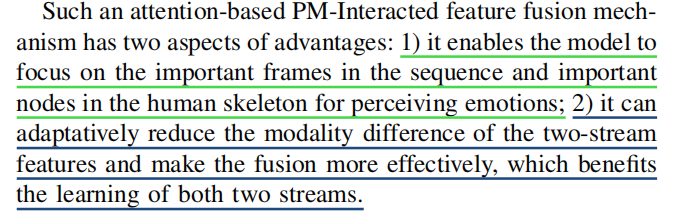 Such an attention-based PM-Interacted feature fusion mech-
anism has two aspects of advantages: 1) it enables the model to
focus on the important frames in the sequence and important
nodes in the human skeleton for perceiving emotions; 2) it can
adaptatively reduce the modality difference of the two-stream
features and make the fusion more effectively, which benefits
the learning of both two streams.